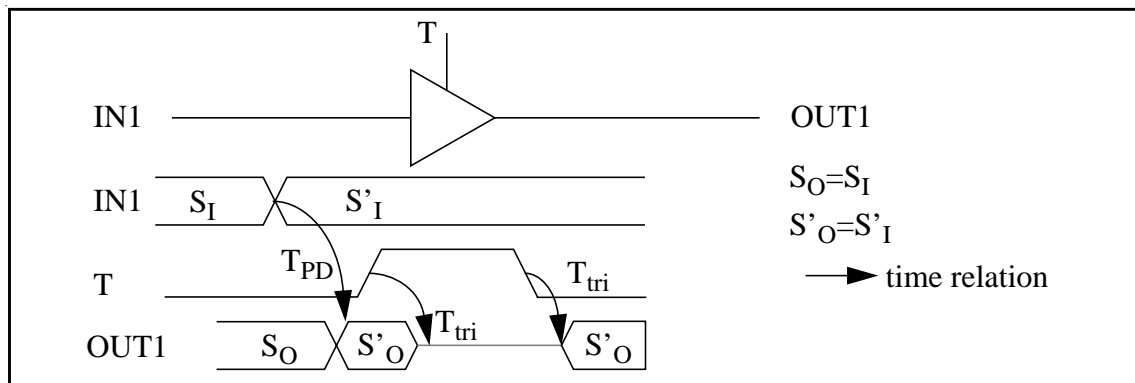 T
IN1 OUT1
S_O=S_I
IN1 S_I S’_I
S’_O=S’_I
T T_PD T_tri time relation
T_tri
OUT1 S_O S’_O S’_O